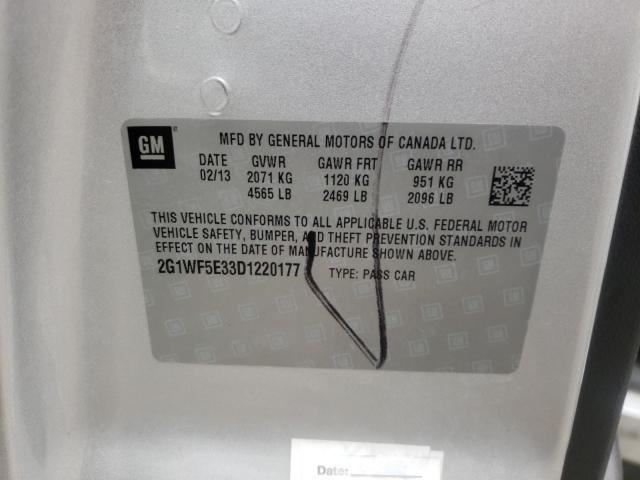 GM
MFD BY GENERAL MOTORS OF CANADA LTD.
DATE GVWR GAWR FRT GAWR RR
02/13 2071 KG 1120 KG 951 KG
4565 LB 2469 LB 2096 LB
THIS VEHICLE CONFORMS TO ALL APPLICABLE U.S. FEDERAL MOTOR
VEHICLE SAFETY, BUMPER, AND THEFT PREVENTION STANDARDS IN
EFFECT ON THE DATE OF MANUFACTURE SHOWN ABOVE.
2G1WF5E33D1220177 TYPE: PASS CAR
Date: